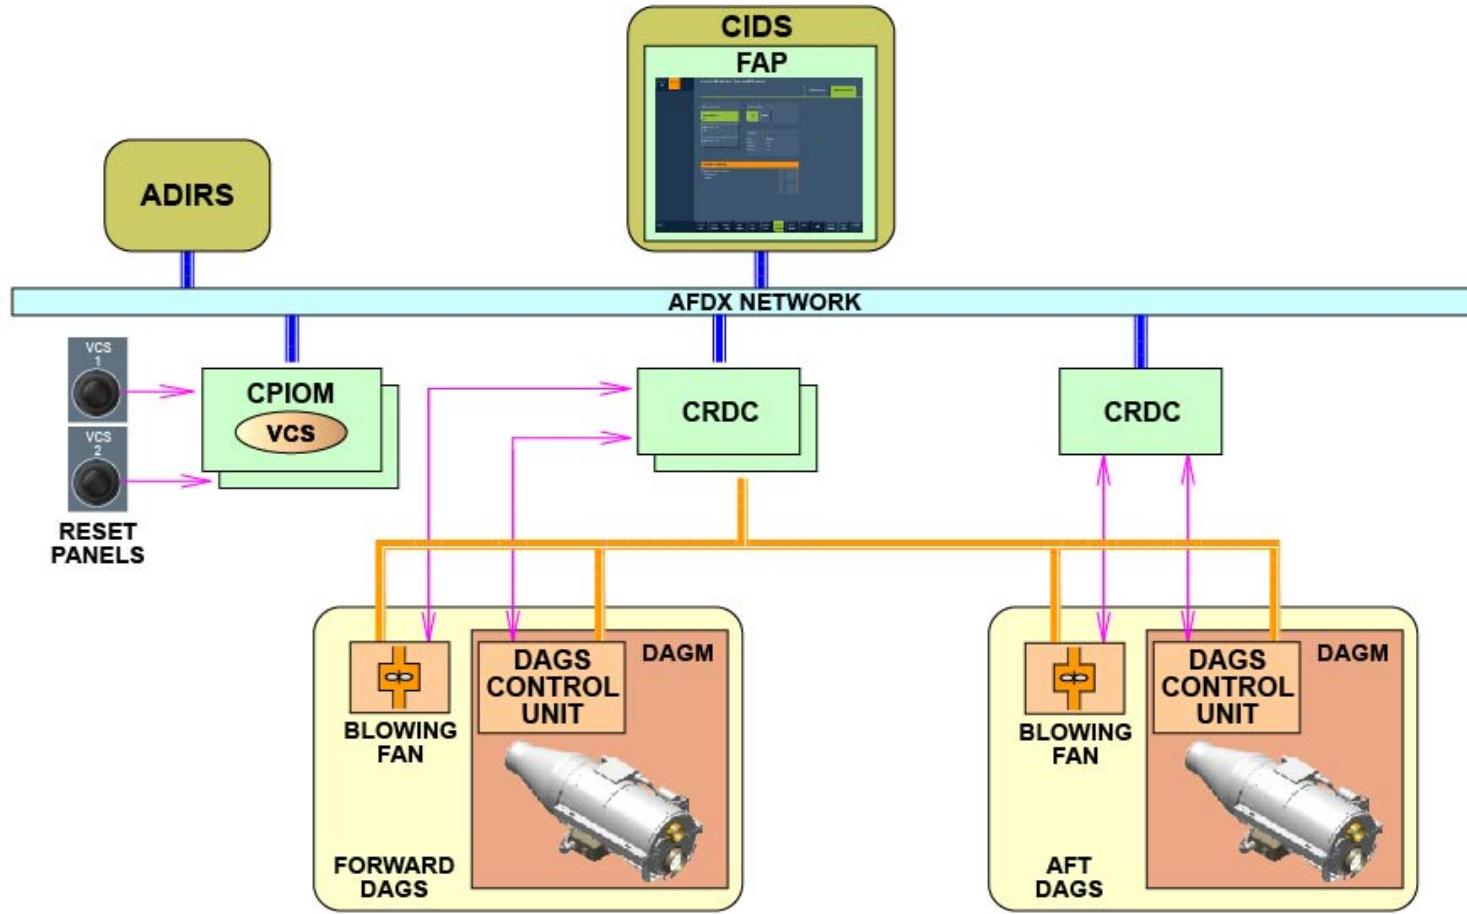 CIDS
FAP
ADIRS
AFDX NETWORK
VCS
1
VCS
2
RESET
PANELS
CPIOM
VCS
CRDC
CRDC
DAGS
CONTROL
UNIT
DAGM
BLOWING
FAN
FORWARD
DAGS
DAGS
CONTROL
UNIT
DAGM
BLOWING
FAN
AFT
DAGS